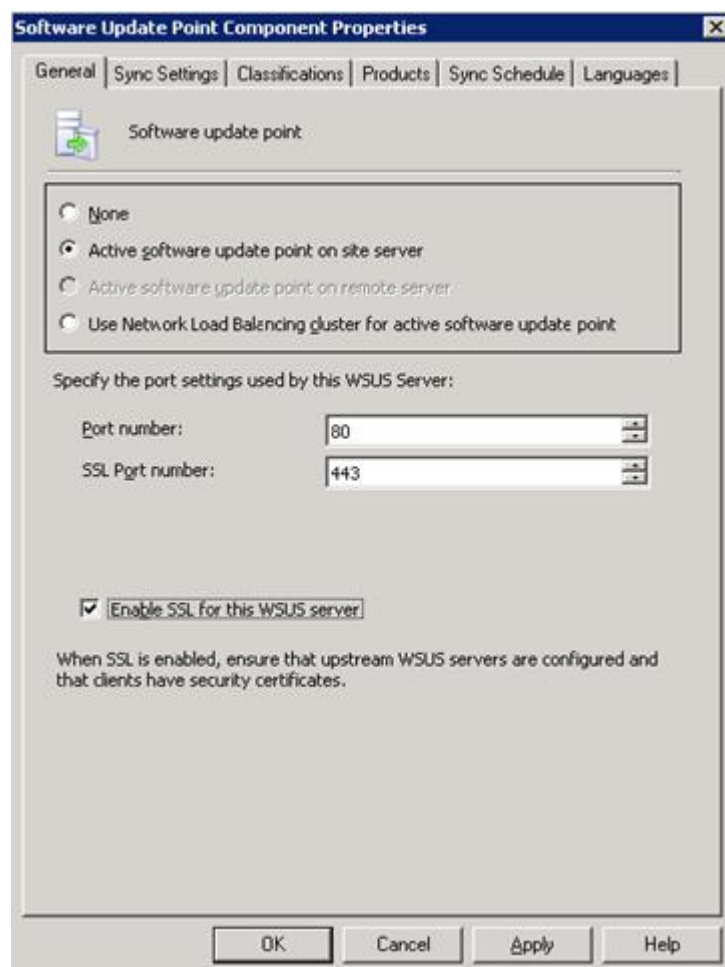 Software Update Point Component Properties
General Sync Settings Classifications Products Sync Schedule Languages
Software update point
None
Active software update point on site server
Active software update point on remote server
Use Network Load Balancing cluster for active software update point
Specify the port settings used by this WSUS Server:
Port number: 80
SSL Port number: 443
Enable SSL for this WSUS server
When SSL is enabled, ensure that upstream WSUS servers are configured and
that clients have security certificates.
OK Cancel Apply Help